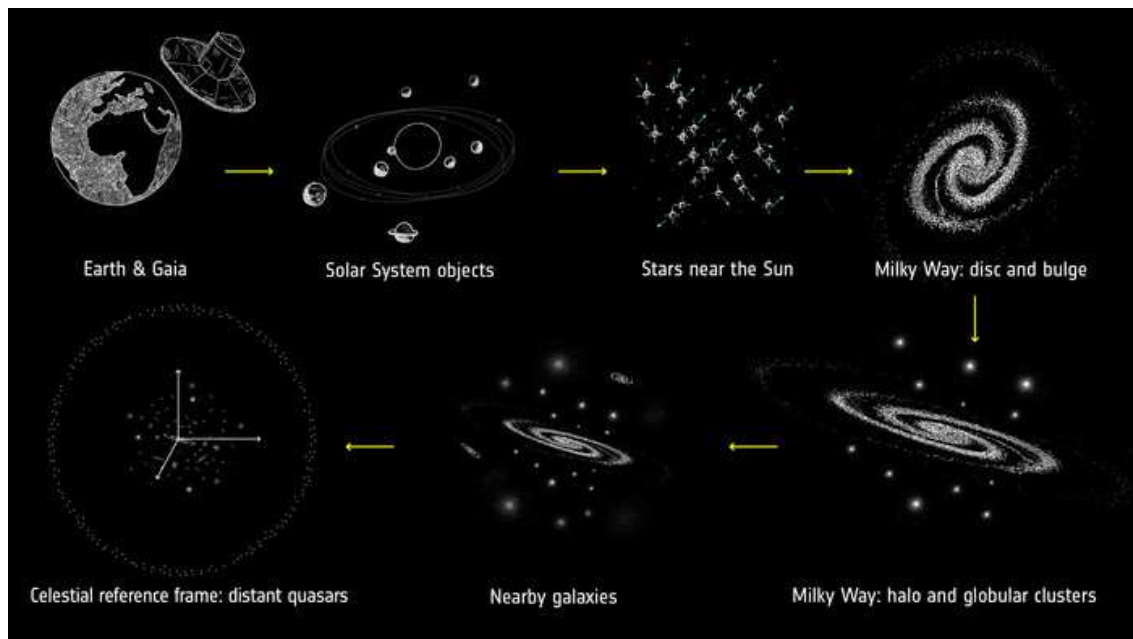 Earth & Gaia
Solar System objects
Stars near the Sun
Milky Way: disc and bulge
Celestial reference frame: distant quasars
Nearby galaxies
Milky Way: halo and globular clusters